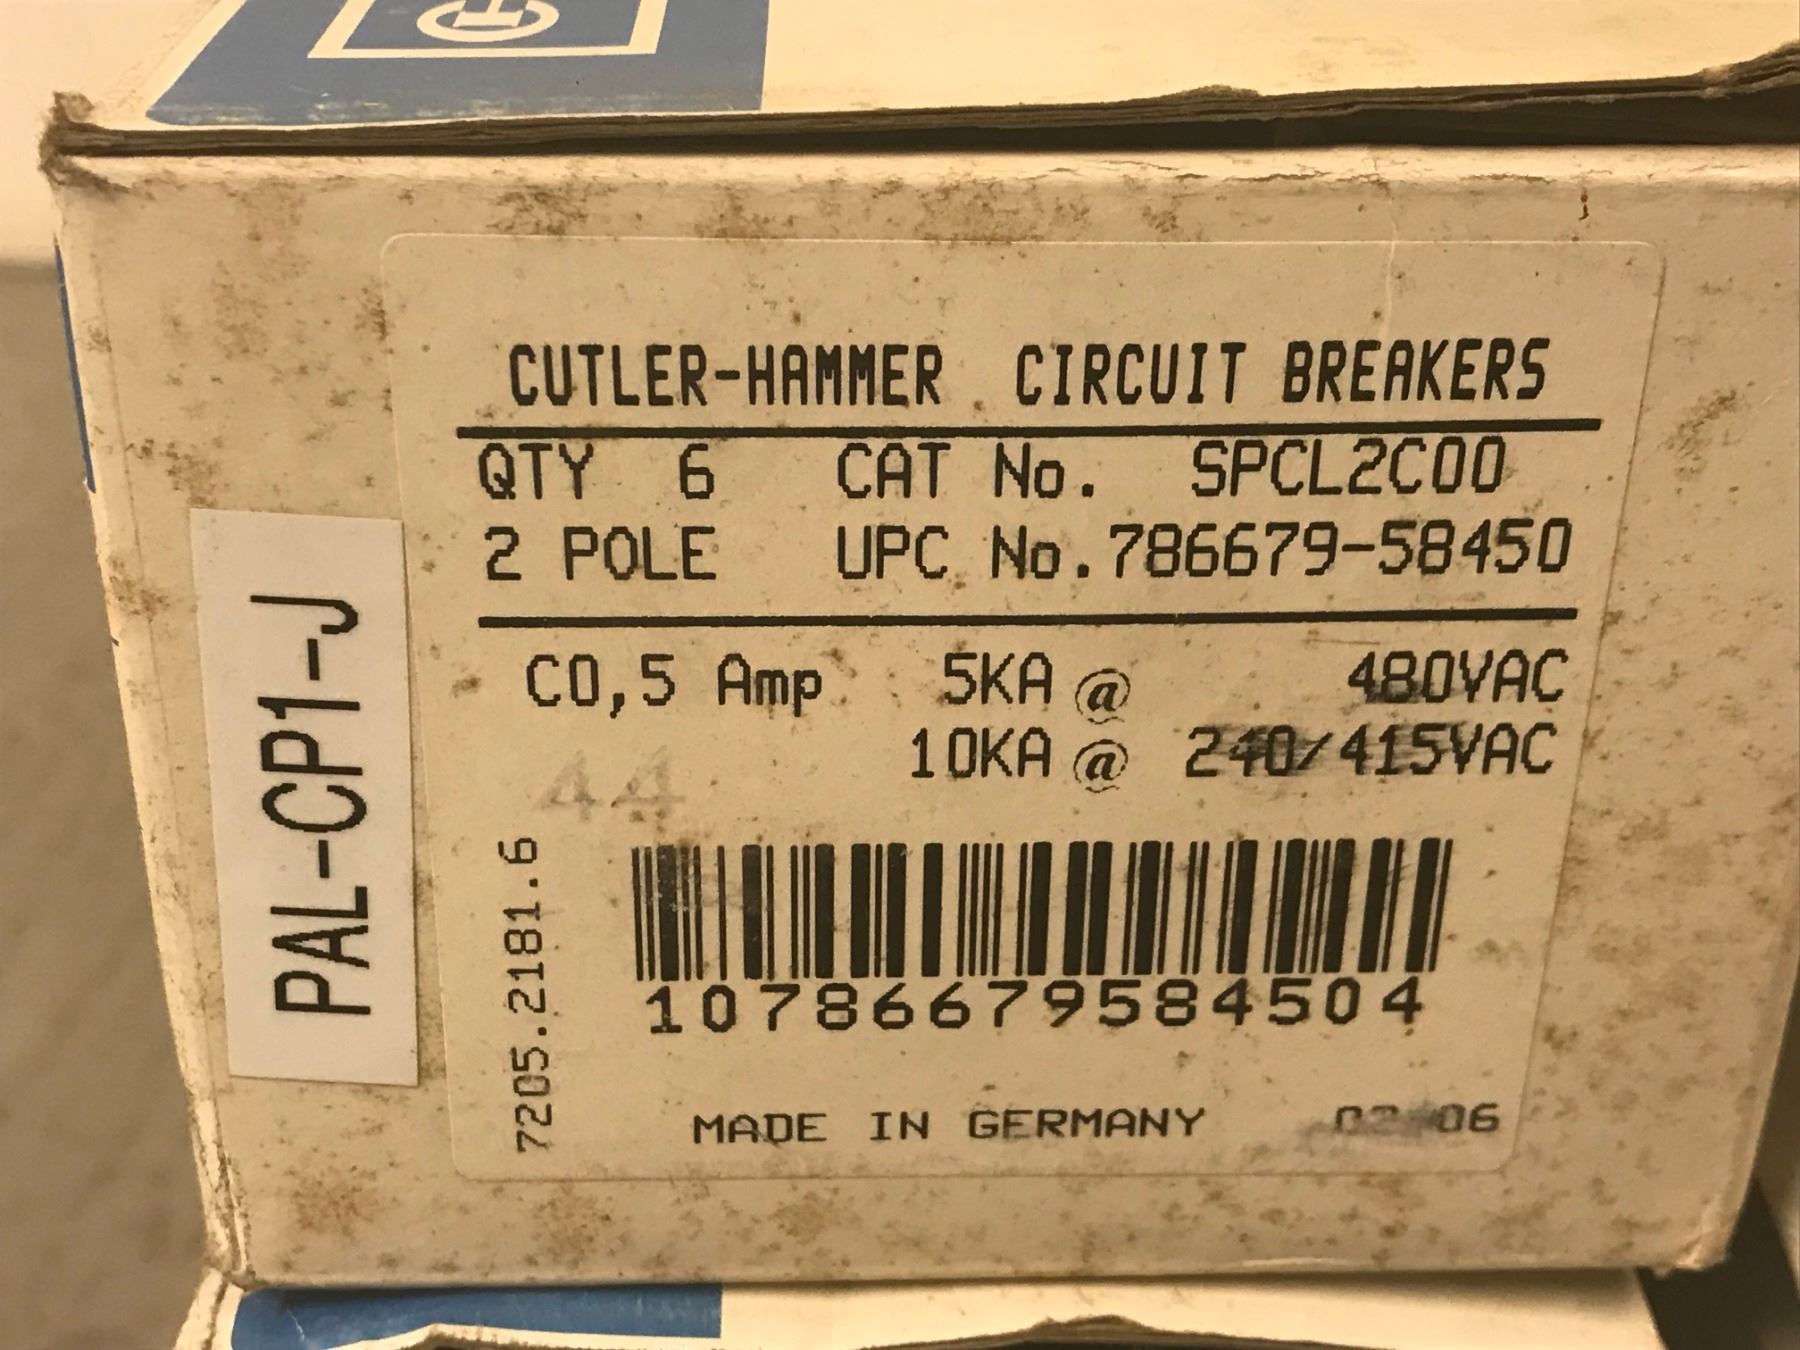 CUTLER-HAMMER CIRCUIT BREAKERS
QTY 6 CAT No. SPCL2C00
2 POLE UPC No.786679-58450
C0,5 Amp 5KA @ 480VAC
10KA @ 240/415VAC
44
7205.2181.6
10786679584504
MADE IN GERMANY 06
PAL-CP1-J